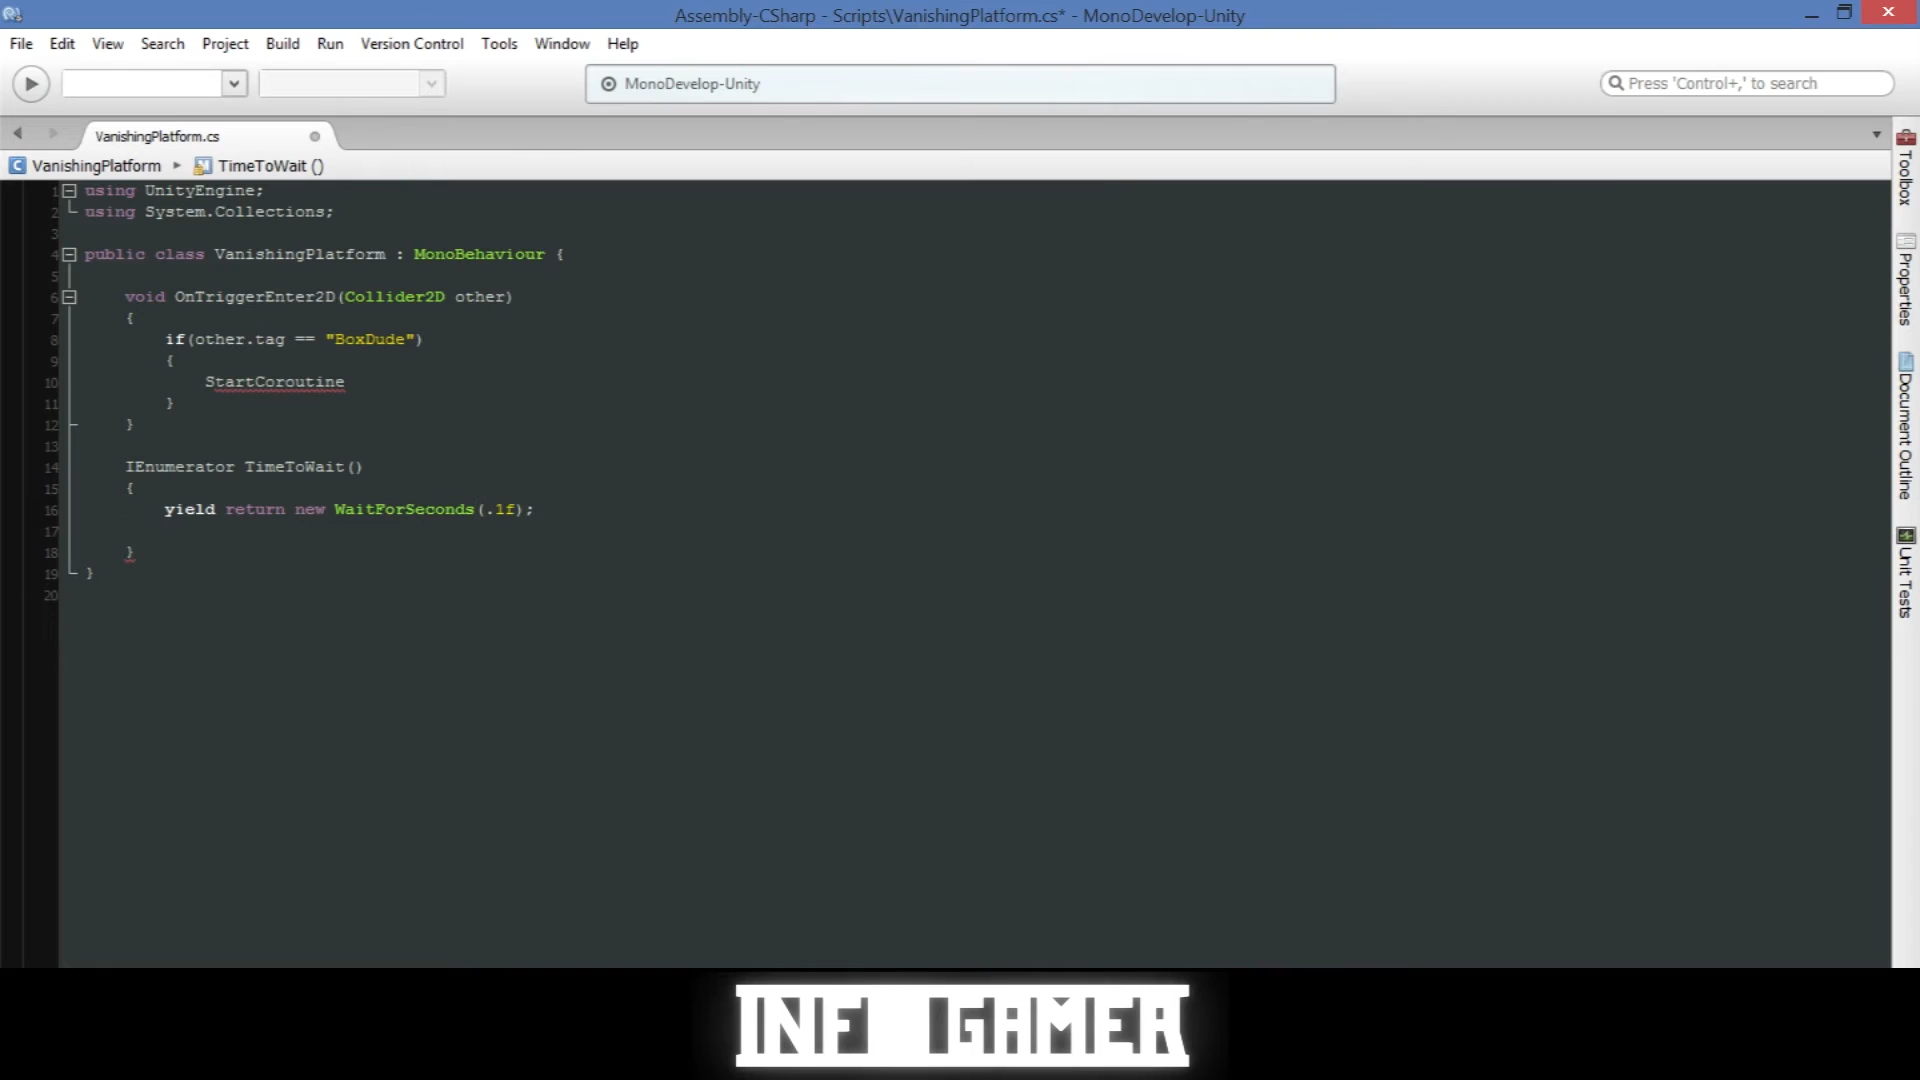 Assembly-CSharp - Scripts\VanishingPlatform.cs* - MonoDevelop-Unity
File Edit View Search Project Build Run Version Control Tools Window Help
MonoDevelop-Unity
Press 'Control+,' to search
VanishingPlatform.cs
VanishingPlatform TimeToWait ()
1 using UnityEngine;
2 using System.Collections;
3
4 public class VanishingPlatform : MonoBehaviour {
5
6 void OnTriggerEnter2D(Collider2D other)
7 {
8 if(other.tag == "BoxDude")
9 {
10 StartCoroutine
11 }
12 }
13
14 IEnumerator TimeToWait()
15 {
16 yield return new WaitForSeconds(.1f);
17
18 }
19 }
20
Toolbox
Properties
Document Outline
Unit Tests
INF GAMER